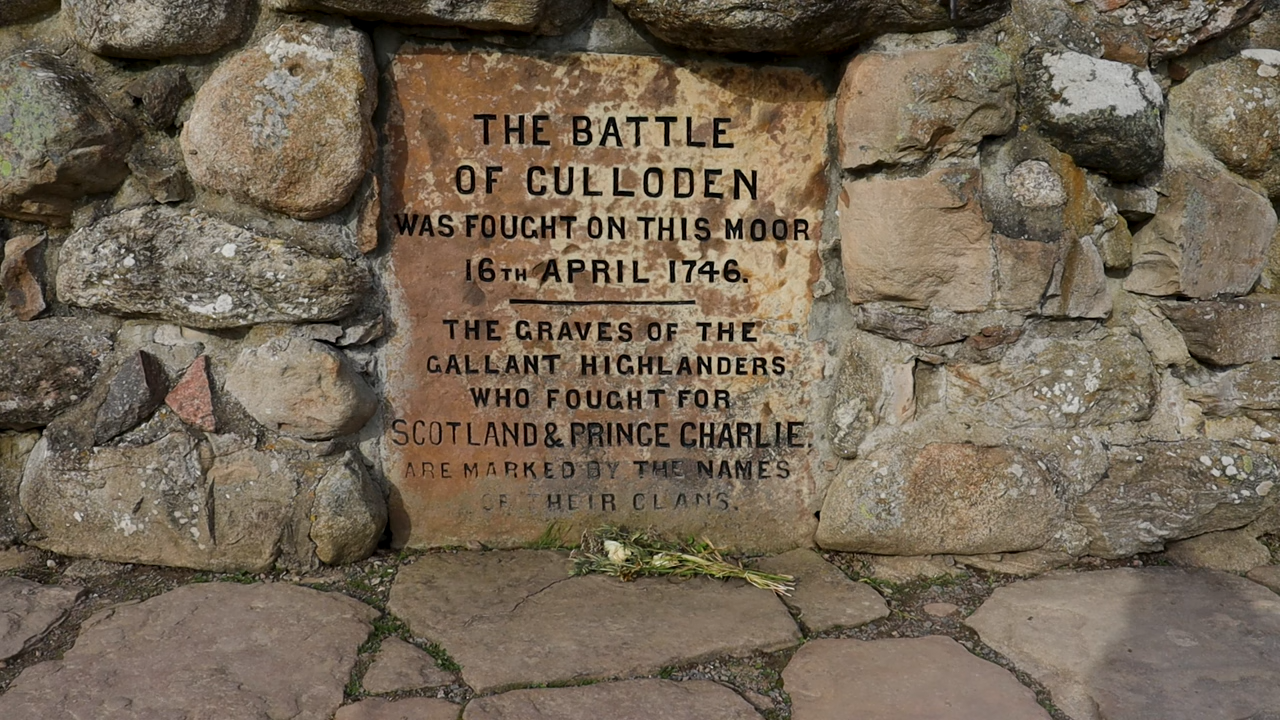 THE BATTLE
OF CULLODEN
WAS FOUGHT ON THIS MOOR
16TH APRIL 1746.
THE GRAVES OF THE
GALLANT HIGHLANDERS
WHO FOUGHT FOR
SCOTLAND & PRINCE CHARLIE,
ARE MARKED BY THE NAMES
OF THEIR CLANS.